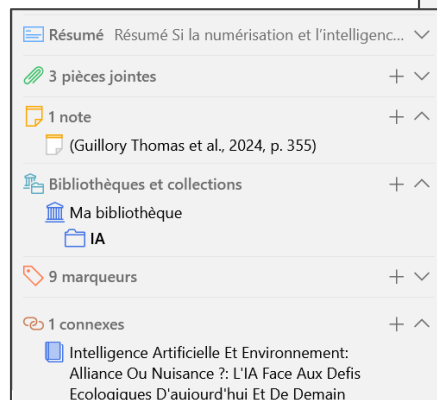 Résumé Résumé Si la numérisation et l’intelligenc...
3 pièces jointes
1 note
(Guillory Thomas et al., 2024, p. 355)
Bibliothèques et collections
Ma bibliothèque
IA
9 marqueurs
1 connexes
Intelligence Artificielle Et Environnement:
Alliance Ou Nuisance ?: L'IA Face Aux Defis
Ecologiques D'aujourd'hui Et De Demain